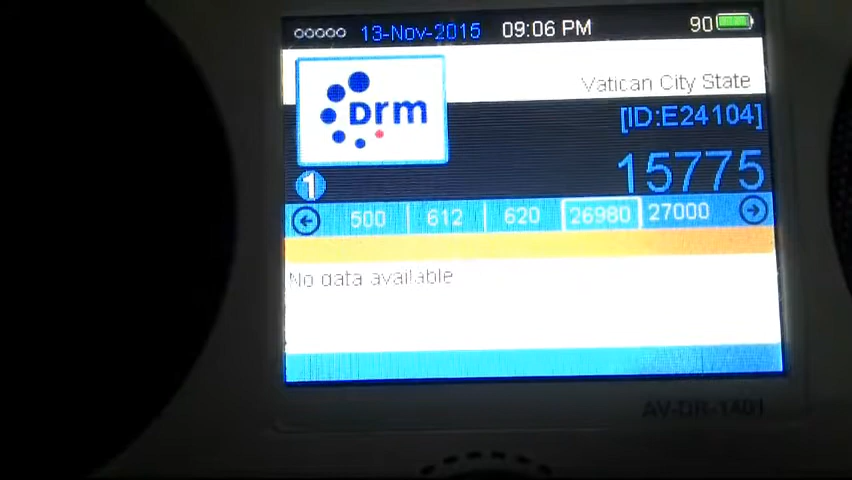 13-Nov-2015 09:06 PM 90
Drm
Vatican City State
[ID:E24104]
15775
1
500 612 620 26980 27000
No data available
AV-DR-1401